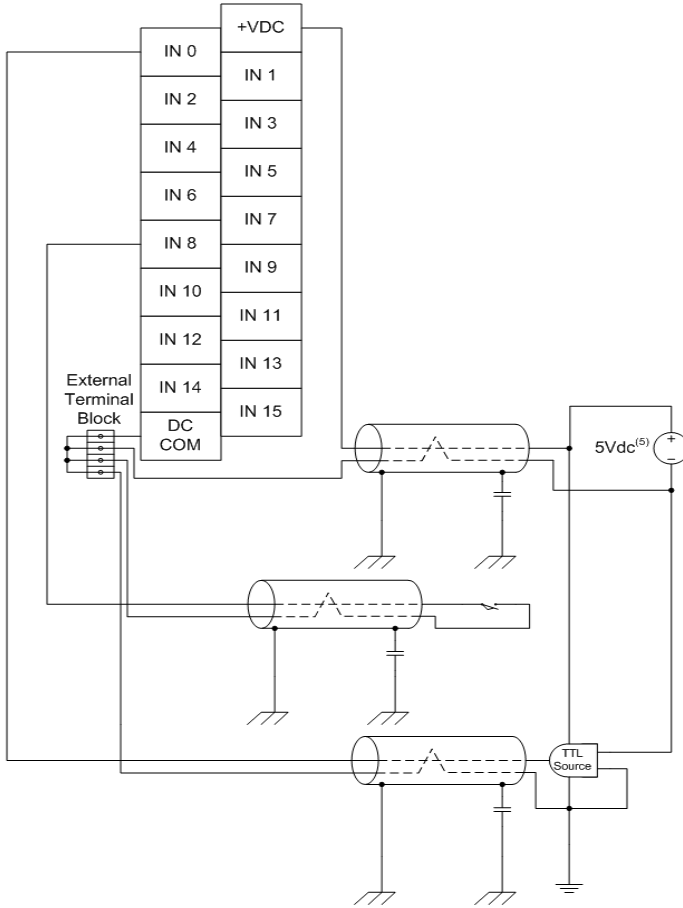 +VDC
IN 0
IN 1
IN 2
IN 3
IN 4
IN 5
IN 6
IN 7
IN 8
IN 9
IN 10
IN 11
IN 12
IN 13
IN 14
IN 15
DC
COM
External
Terminal
Block
5Vdc(5)
+
−
TTL
Source